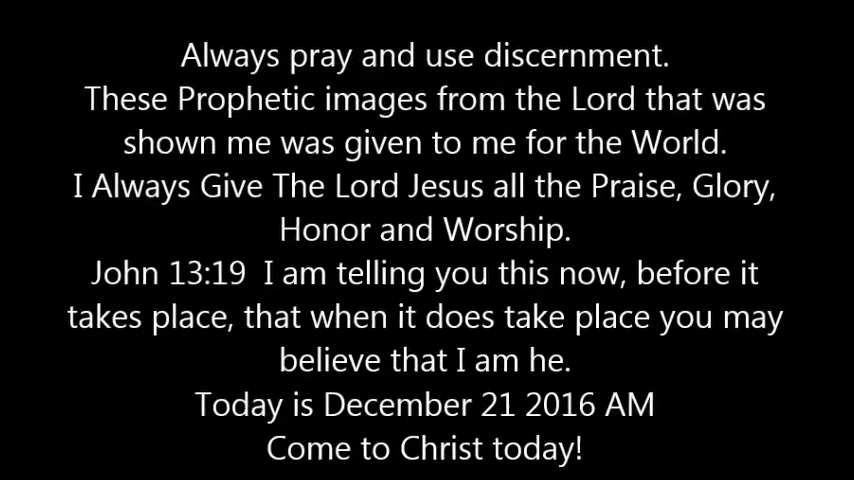 Always pray and use discernment.
These Prophetic images from the Lord that was
shown me was given to me for the World.
I Always Give The Lord Jesus all the Praise, Glory,
Honor and Worship.
John 13:19  I am telling you this now, before it
takes place, that when it does take place you may
believe that I am he.
Today is December 21 2016 AM
Come to Christ today!